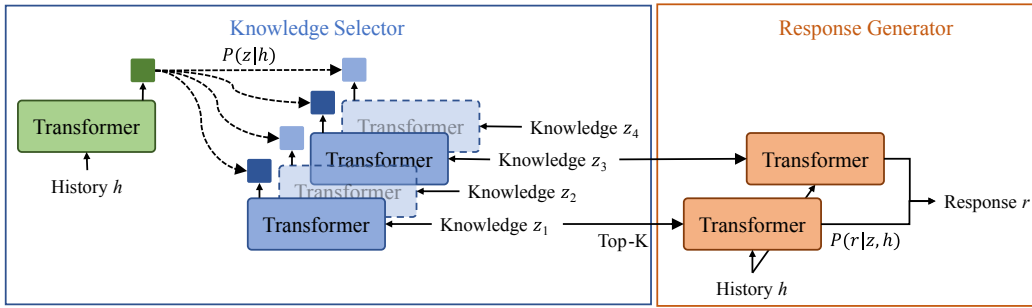 Knowledge Selector
Response Generator
P(z|h)
Transformer
History h
Transformer
Knowledge z4
Transformer
Knowledge z3
Transformer
Knowledge z2
Transformer
Knowledge z1
Top-K
Transformer
Transformer
P(r|z, h)
Response r
History h